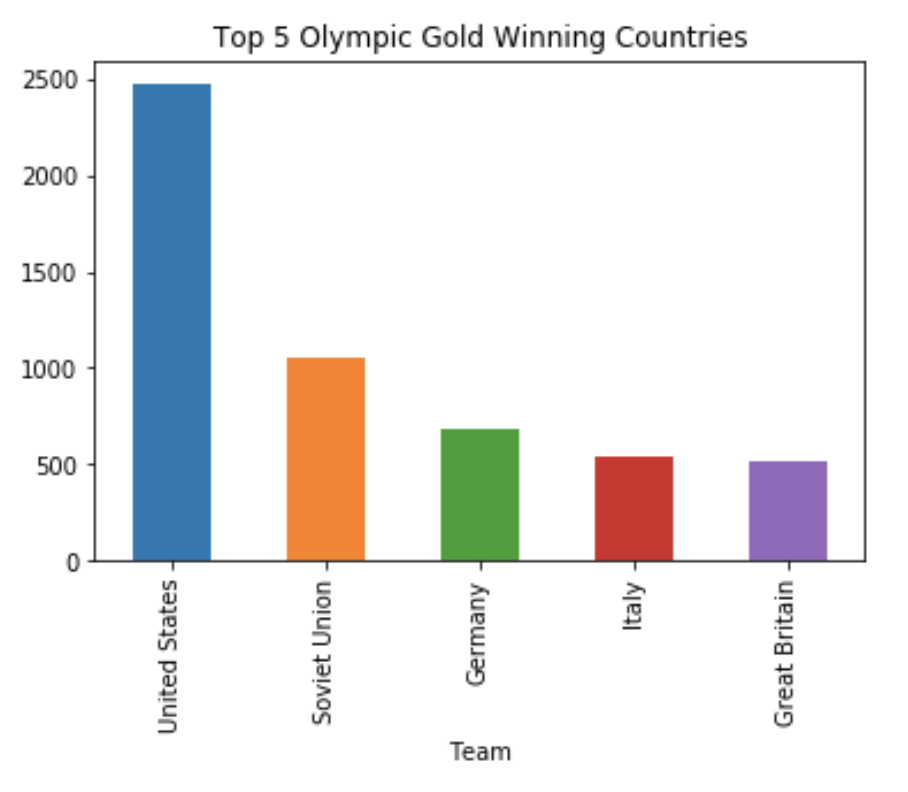 Top 5 Olympic Gold Winning Countries
2500
2000
1500
1000
500
0
United States
Soviet Union
Germany
Italy
Great Britain
Team